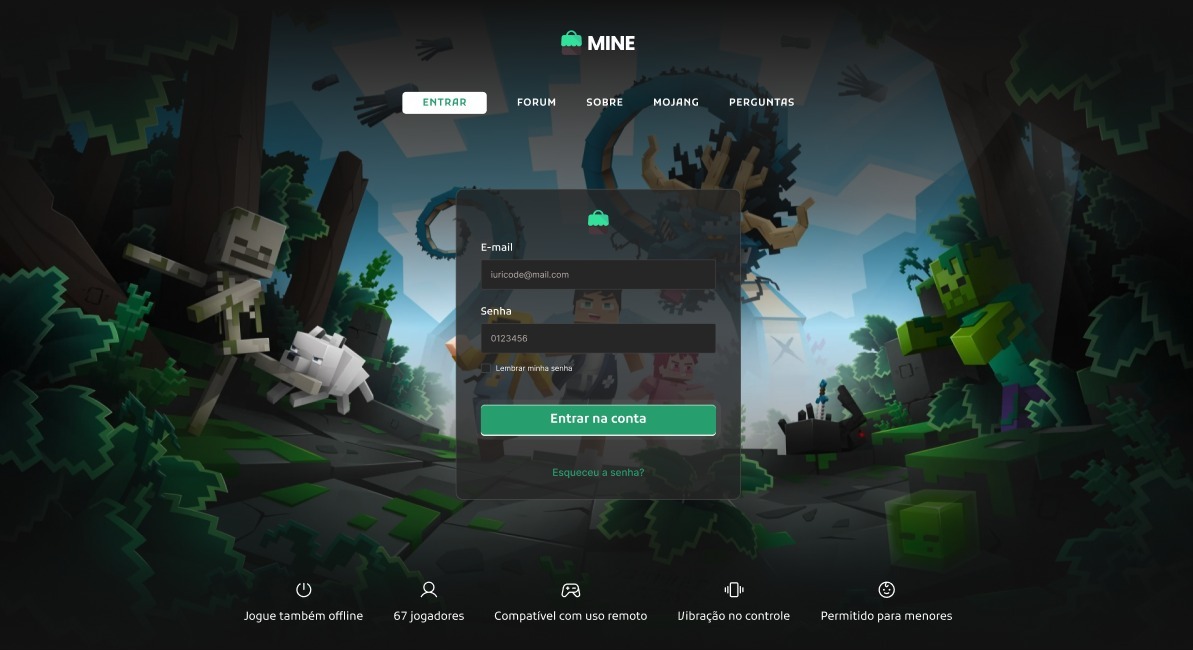 MINE
ENTRAR FORUM SOBRE MOJANG PERGUNTAS
E-mail
iuricode@mail.com
Senha
0123456
Lembrar minha senha
Entrar na conta
Esqueceu a senha?
Jogue também offline 67 jogadores Compatível com uso remoto Vibração no controle Permitido para menores